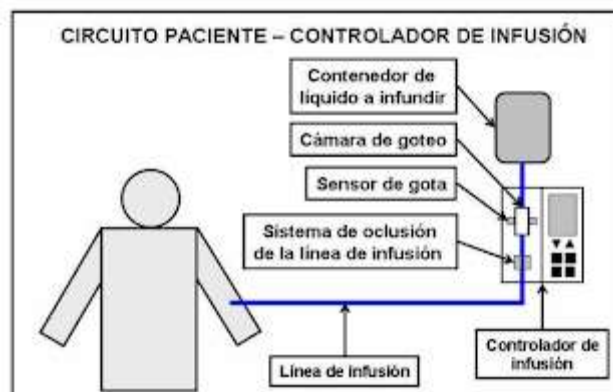 CIRCUITO PACIENTE – CONTROLADOR DE INFUSIÓN
Contenedor de
líquido a infundir
Cámara de goteo
Sensor de gota
Sistema de oclusión
de la línea de infusión
Línea de infusión
Controlador de
infusión